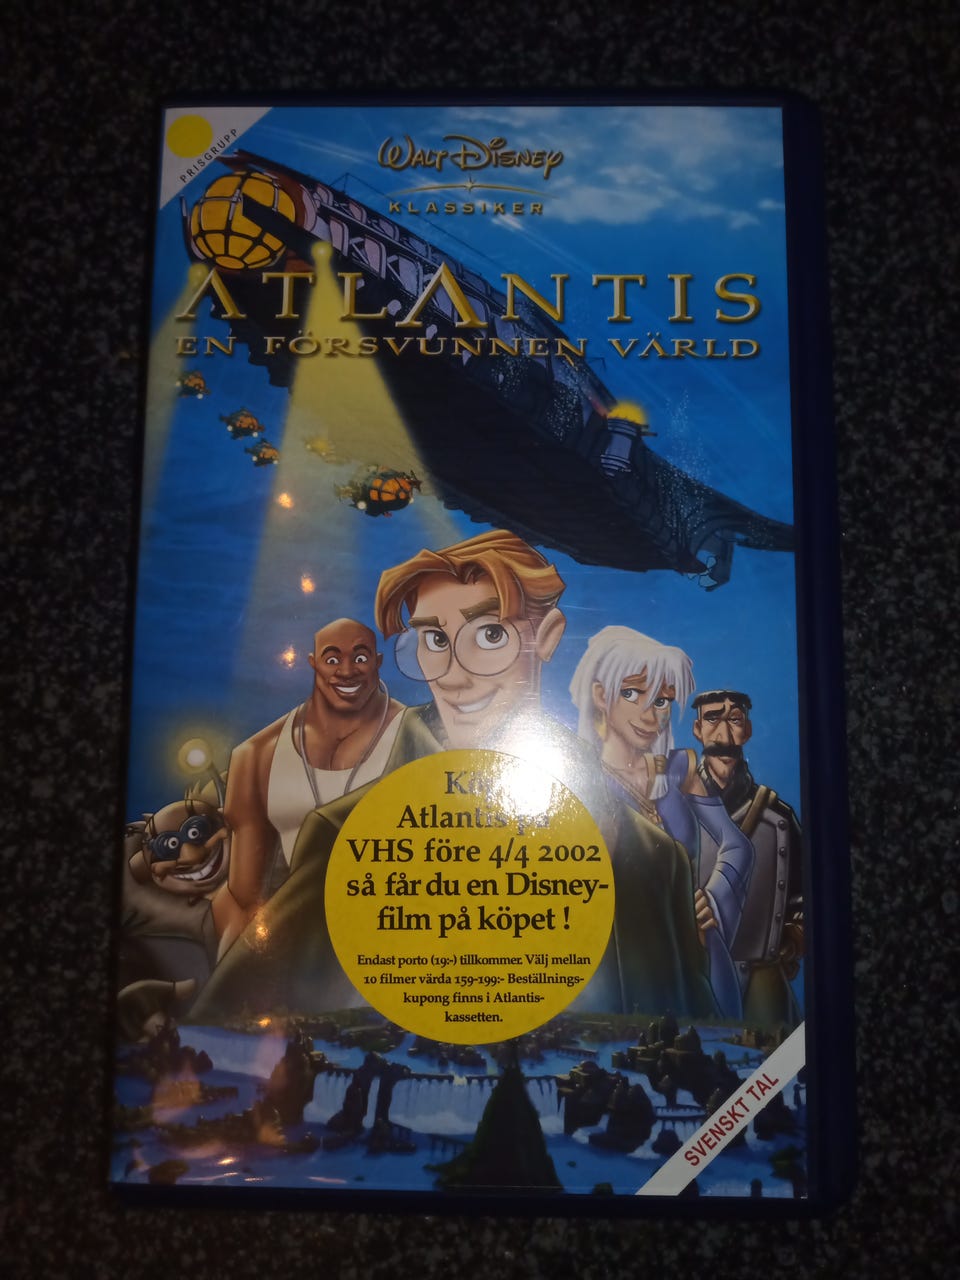 PRISGRUPP
WALT DISNEY
KLASSIKER
ATLANTIS
EN FÖRSVUNNEN VÄRLD
Atlantis på
VHS före 4/4 2002
så får du en Disney-
film på köpet !
Endast porto (19:-) tillkommer. Välj mellan
10 filmer värda 159-199:- Beställnings-
kupong finns i Atlantis-
kassetten.
SVENSKT TAL